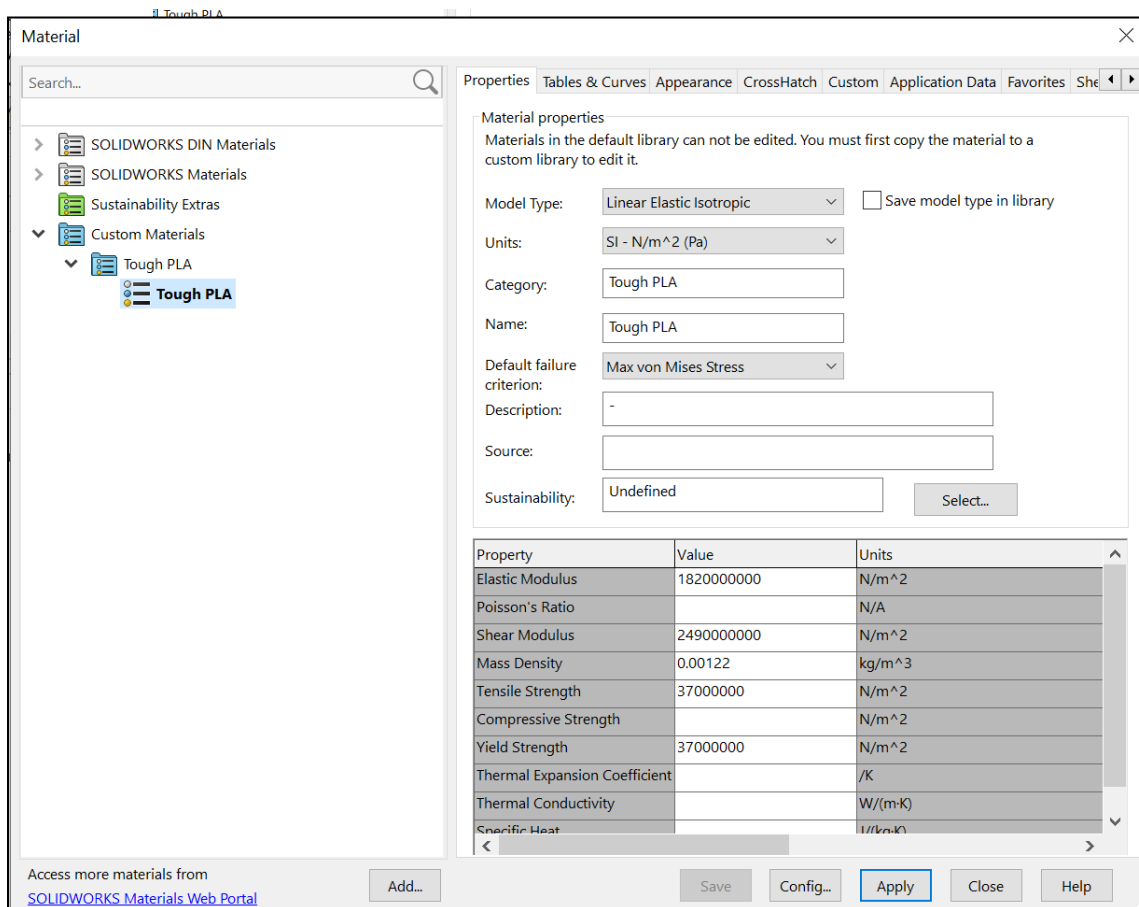 Tough PLA
Material
Search...
SOLIDWORKS DIN Materials
SOLIDWORKS Materials
Sustainability Extras
Custom Materials
Tough PLA
Tough PLA
Access more materials from
SOLIDWORKS Materials Web Portal
Add...
Properties Tables & Curves Appearance CrossHatch Custom Application Data Favorites She
Material properties
Materials in the default library can not be edited. You must first copy the material to a
custom library to edit it.
Model Type: Linear Elastic Isotropic Save model type in library
Units: SI - N/m^2 (Pa)
Category: Tough PLA
Name: Tough PLA
Default failure
criterion: Max von Mises Stress
Description: -
Source:
Sustainability: Undefined Select...
Property Value Units
Elastic Modulus 1820000000 N/m^2
Poisson's Ratio N/A
Shear Modulus 2490000000 N/m^2
Mass Density 0.00122 kg/m^3
Tensile Strength 37000000 N/m^2
Compressive Strength N/m^2
Yield Strength 37000000 N/m^2
Thermal Expansion Coefficient /K
Thermal Conductivity W/(m·K)
Specific Heat J/(kg·K)
Save Config... Apply Close Help